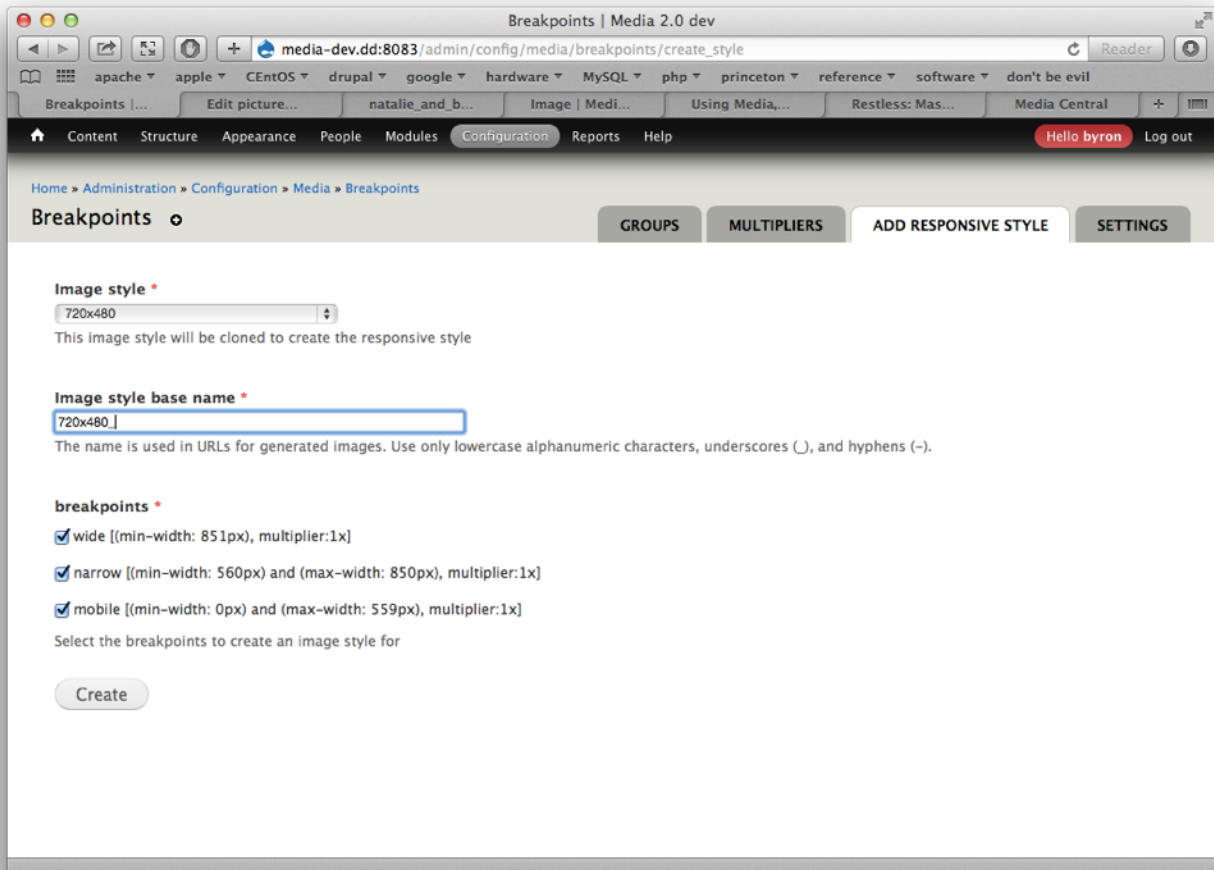 Breakpoints | Media 2.0 dev
media-dev.dd:8083/admin/config/media/breakpoints/create_style
Reader
apache apple CEntOS drupal google hardware MySQL php princeton reference software don't be evil
Breakpoints |... Edit picture... natalie_and_b... Image | Medi... Using Media,... Restless: Mas... Media Central
Content Structure Appearance People Modules Configuration Reports Help Hello byron Log out
Home » Administration » Configuration » Media » Breakpoints
Breakpoints
GROUPS MULTIPLIERS ADD RESPONSIVE STYLE SETTINGS
Image style *
720x480
This image style will be cloned to create the responsive style
Image style base name *
720x480_
The name is used in URLs for generated images. Use only lowercase alphanumeric characters, underscores (_), and hyphens (-).
breakpoints *
wide [(min-width: 851px), multiplier:1x]
narrow [(min-width: 560px) and (max-width: 850px), multiplier:1x]
mobile [(min-width: 0px) and (max-width: 559px), multiplier:1x]
Select the breakpoints to create an image style for
Create